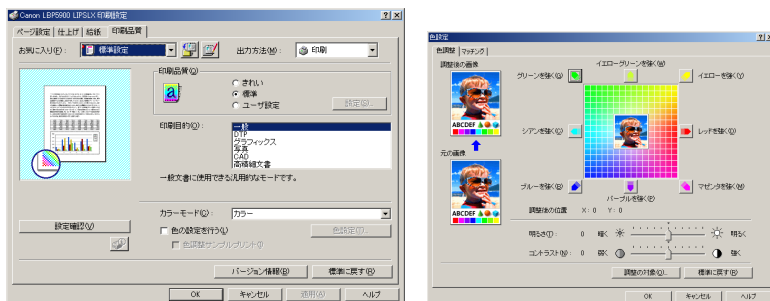 Canon LBP5900 LIPSLX 印刷設定
ページ設定 仕上げ 給紙 印刷品質
お気に入り(F): 標準設定 出力方法(M): 印刷
印刷品質(Q)
きれい
標準
ユーザ設定 設定(G)...
印刷目的(O):
一般
DTP
グラフィックス
写真
CAD
高精細文書
一般文書に使用できる汎用的なモードです。
カラーモード(C): カラー
色の設定を行う(L) 色設定(T)...
色調整サンプルプリント(I)
設定確認(V)
バージョン情報(B) 標準に戻す(R)
OK キャンセル 適用(A) ヘルプ
色設定
色調整 マッチング
調整後の画像
イエローグリーンを強く(W)
グリーンを強く(G)
イエローを強く(Y)
ABCDEF
シアンを強く(C)
レッドを強く(D)
元の画像
ブルーを強く(E)
マゼンタを強く(M)
パープルを強く(P)
ABCDEF
調整後の位置 X: 0 Y: 0
明るさ(T): 0 暗く 明るく
コントラスト(N): 0 弱く 強く
調整の対象(O)... 標準に戻す(R)
OK キャンセル ヘルプ